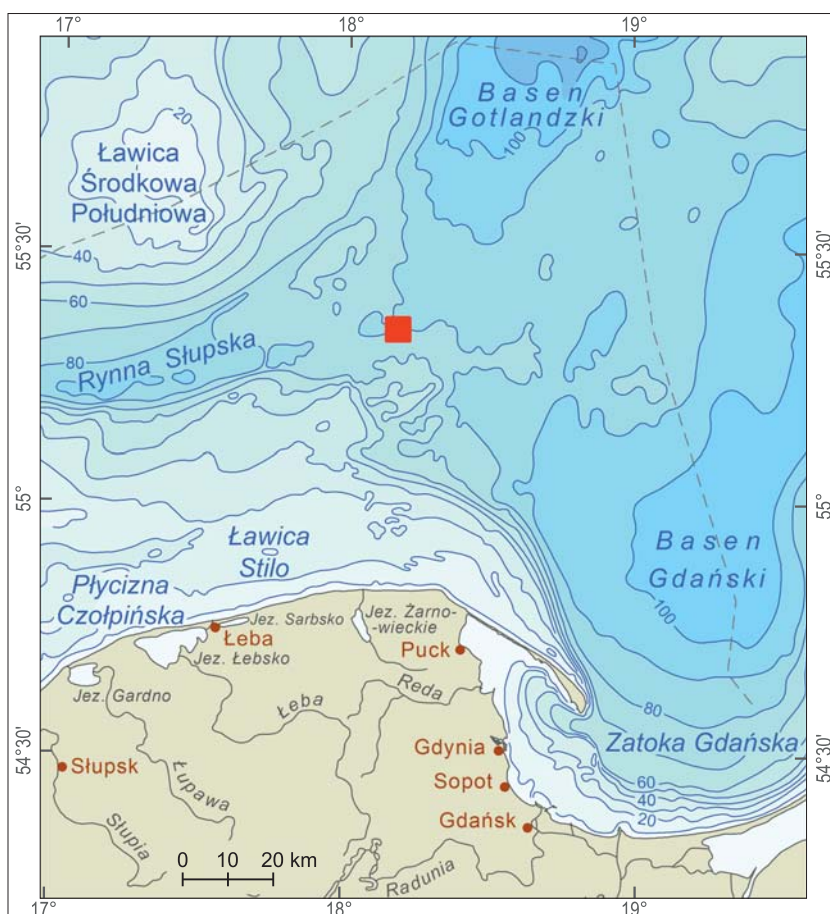 17°
18°
19°
Basen
Gotlandzki
20
100
Ławica
Środkowa
Południowa
55°30'
55°30'
40
60
80
Rynna Słupska
55°
55°
Ławica
Stilo
Basen
Gdański
100
Płycizna
Czołpińska
Jez. Sarbsko
Jez. Żarno-
-wieckie
Łeba
Puck
Jez. Łebsko
Jez. Gardno
Reda
Łeba
80
Zatoka Gdańska
Gdynia
54°30'
54°30'
Słupsk
Łupawa
Sopot
60
40
20
Gdańsk
Słupia
0 10 20 km
Radunia
17°
18°
19°